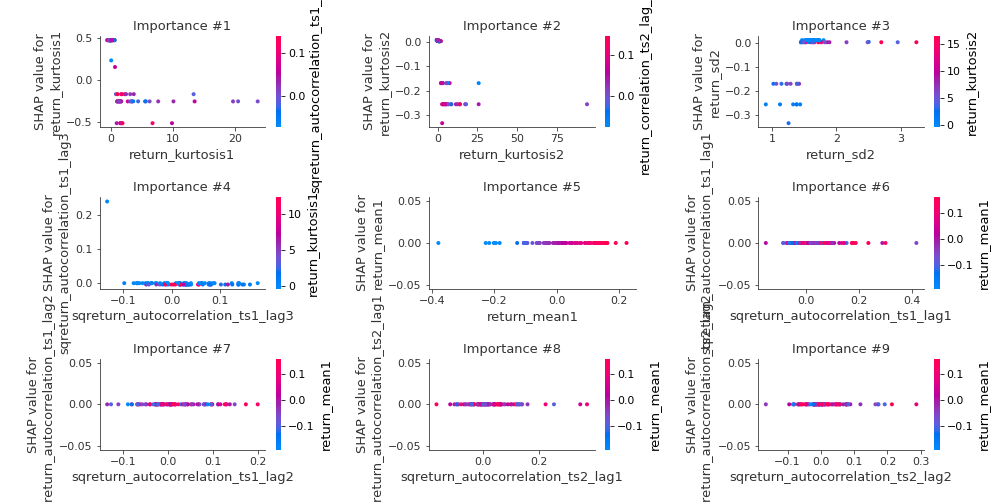 Importance #1
SHAP value for
return_kurtosis1
0.5
0.0
−0.5
0
10
20
return_kurtosis1
0.1
0.0
sqreturn_autocorrelation_ts1_
Importance #2
SHAP value for
return_kurtosis2
0.0
−0.1
−0.2
−0.3
0
25
50
75
return_kurtosis2
0.1
0.0
return_correlation_ts2_lag_
Importance #3
SHAP value for
return_sd2
0.0
−0.1
−0.2
−0.3
1
2
3
return_sd2
15
10
5
0
return_kurtosis2
Importance #4
SHAP value for
sqreturn_autocorrelation_ts1_lag3
0.2
0.1
0.0
−0.1
0.0
0.1
sqreturn_autocorrelation_ts1_lag3
10
5
0
return_kurtosis1
Importance #5
SHAP value for
return_mean1
0.05
0.00
−0.05
−0.4
−0.2
0.0
0.2
return_mean1
Importance #6
SHAP value for
sqreturn_autocorrelation_ts1_lag1
0.05
0.00
−0.05
0.0
0.2
0.4
sqreturn_autocorrelation_ts1_lag1
0.1
0.0
−0.1
return_mean1
Importance #7
SHAP value for
sqreturn_autocorrelation_ts1_lag2
0.05
0.00
−0.05
−0.1
0.0
0.1
0.2
sqreturn_autocorrelation_ts1_lag2
0.1
0.0
−0.1
return_mean1
Importance #8
SHAP value for
sqreturn_autocorrelation_ts2_lag1
0.05
0.00
−0.05
0.0
0.2
sqreturn_autocorrelation_ts2_lag1
0.1
0.0
−0.1
return_mean1
Importance #9
SHAP value for
sqreturn_autocorrelation_ts2_lag2
0.05
0.00
−0.05
−0.1
0.0
0.1
0.2
0.3
sqreturn_autocorrelation_ts2_lag2
0.1
0.0
−0.1
return_mean1